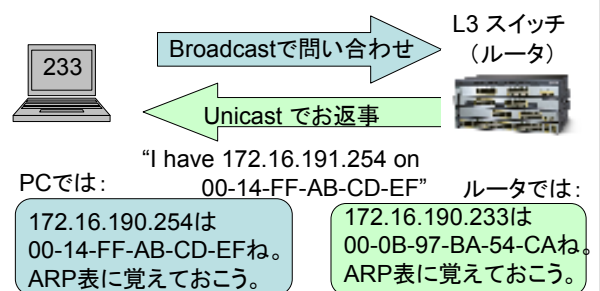 L3 スイッチ
（ルータ）
Broadcastで問い合わせ
233
Unicast でお返事
“I have 172.16.191.254 on
00-14-FF-AB-CD-EF”
PCでは：
172.16.190.254は
00-14-FF-AB-CD-EFね。
ARP表に覚えておこう。
ルータでは：
172.16.190.233は
00-0B-97-BA-54-CAね。
ARP表に覚えておこう。